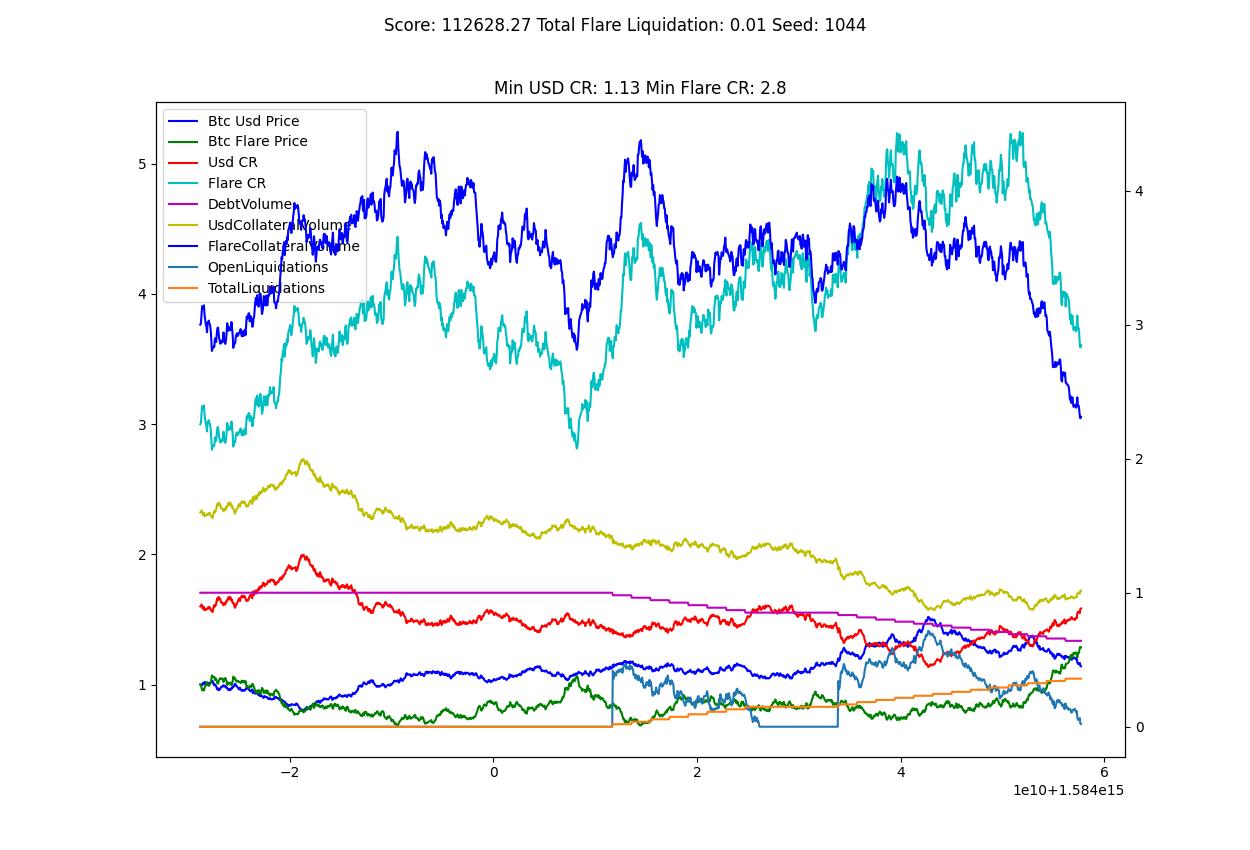 Score: 112628.27 Total Flare Liquidation: 0.01 Seed: 1044
Min USD CR: 1.13 Min Flare CR: 2.8
Btc Usd Price
Btc Flare Price
Usd CR
Flare CR
DebtVolume
UsdCollateralVolume
FlareCollateralVolume
OpenLiquidations
TotalLiquidations
5
4
3
2
1
4
3
2
1
0
−2
0
2
4
6
1e10+1.584e15